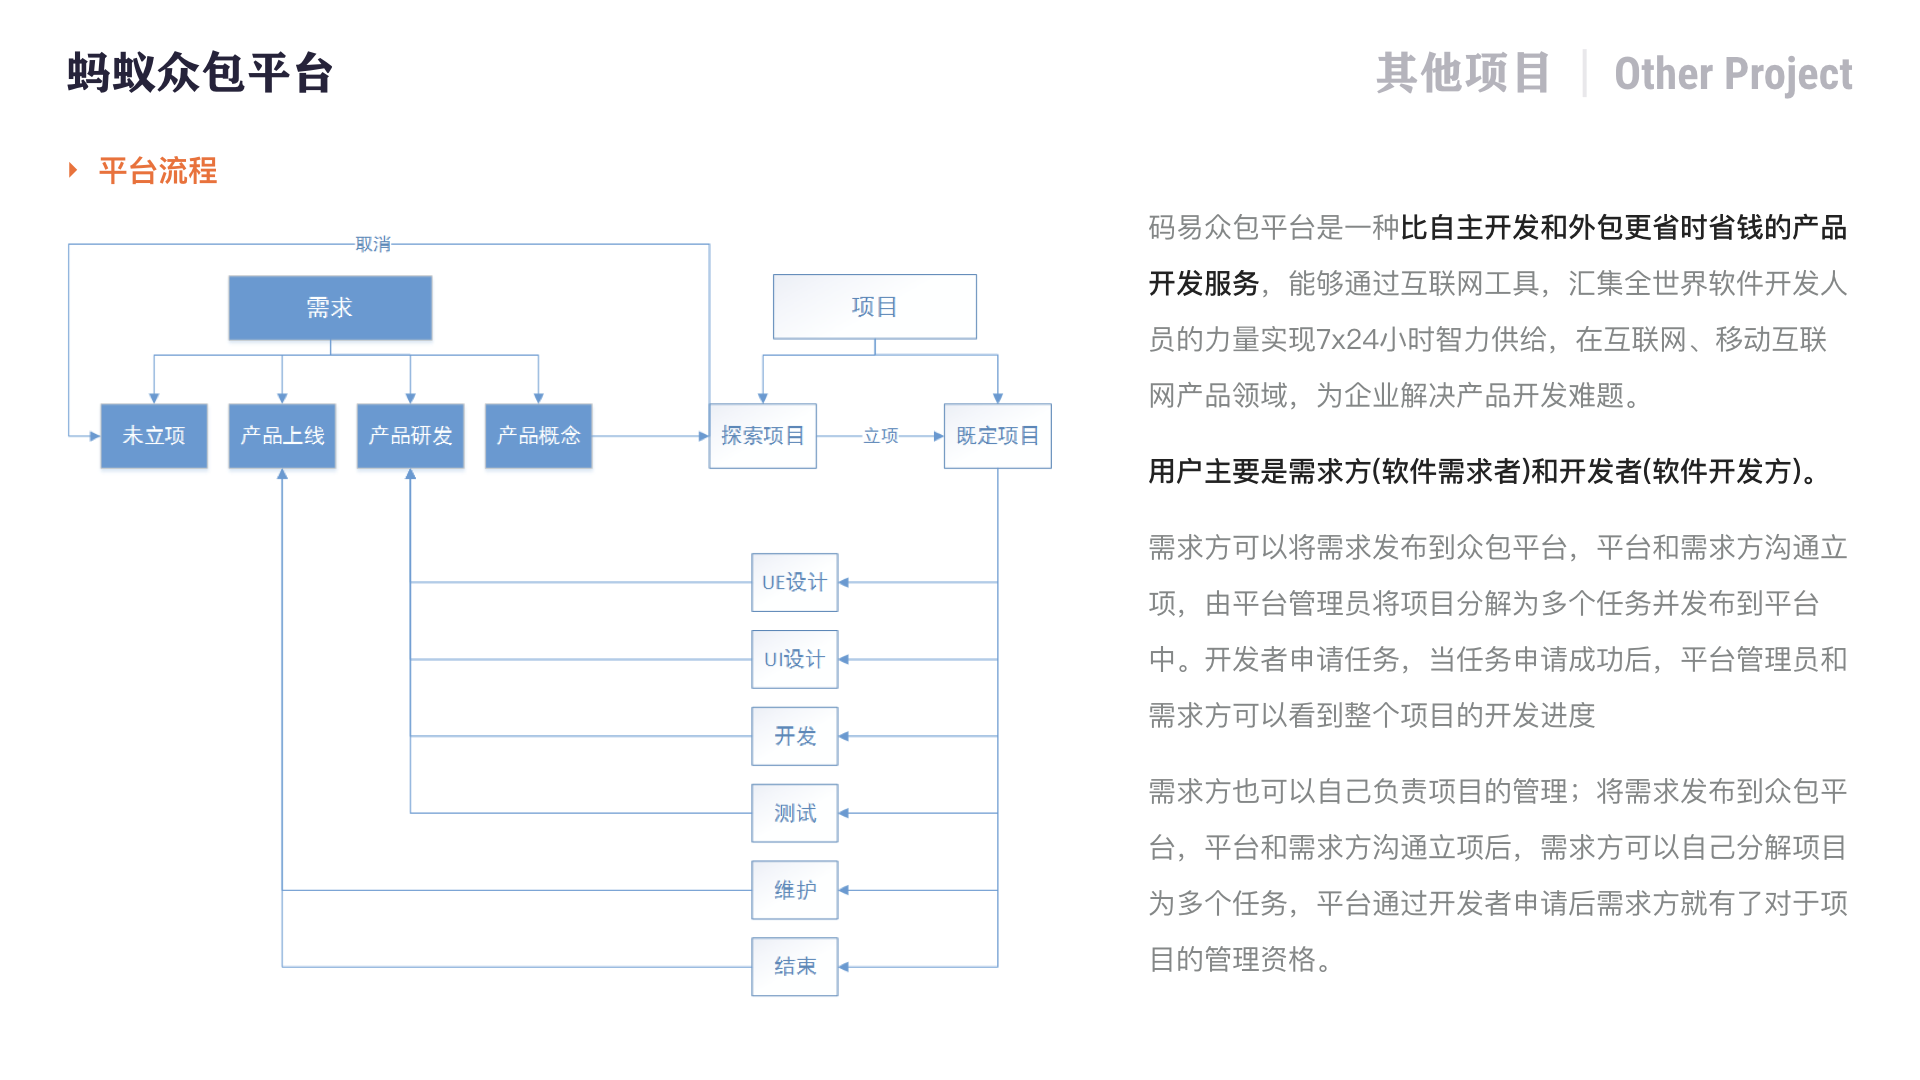 蚂蚁众包平台
其他项目
Other Project
平台流程
取消
需求
项目
未立项
产品上线
产品研发
产品概念
探索项目
立项
既定项目
UE设计
UI设计
开发
测试
维护
结束
码易众包平台是一种比自主开发和外包更省时省钱的产品
开发服务，能够通过互联网工具，汇集全世界软件开发人
员的力量实现7x24小时智力供给，在互联网、移动互联
网产品领域，为企业解决产品开发难题。
用户主要是需求方(软件需求者)和开发者(软件开发方)。
需求方可以将需求发布到众包平台，平台和需求方沟通立
项，由平台管理员将项目分解为多个任务并发布到平台
中。开发者申请任务，当任务申请成功后，平台管理员和
需求方可以看到整个项目的开发进度
需求方也可以自己负责项目的管理；将需求发布到众包平
台，平台和需求方沟通立项后，需求方可以自己分解项目
为多个任务，平台通过开发者申请后需求方就有了对于项
目的管理资格。